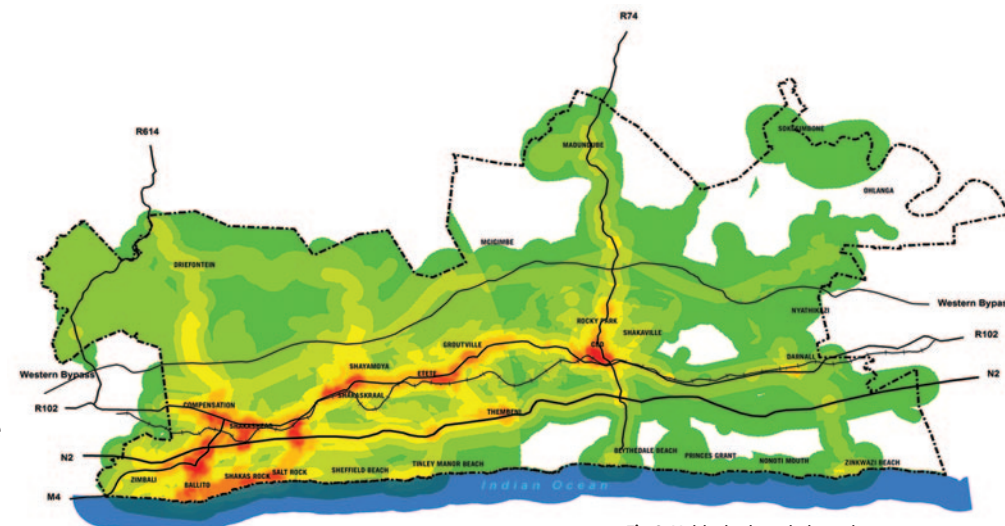 R74
R614
SOKESIMBONE
MADUNDUBE
OHLANGA
MGIGIMBE
DRIEFONTEIN
Western Bypas
NYATHIKAZI
ROCKY PARK
SHAKAVILLE
R102
GROUTVILLE
CBD
DARNALL
SHAYAMOYA
Western Bypass
ETETE
N2
SHAKASKRAAL
COMPENSATION
R102
THEMBENI
BLYTHEDALE BEACH
PRINCES GRANT
N2
NONOTI MOUTH
ZINKWAZI BEACH
TINLEY MANOR BEACH
SHEFFIELD BEACH
SALT ROCK
SHAKAS ROCK
ZIMBALI
BALLITO
Indian Ocean
M4